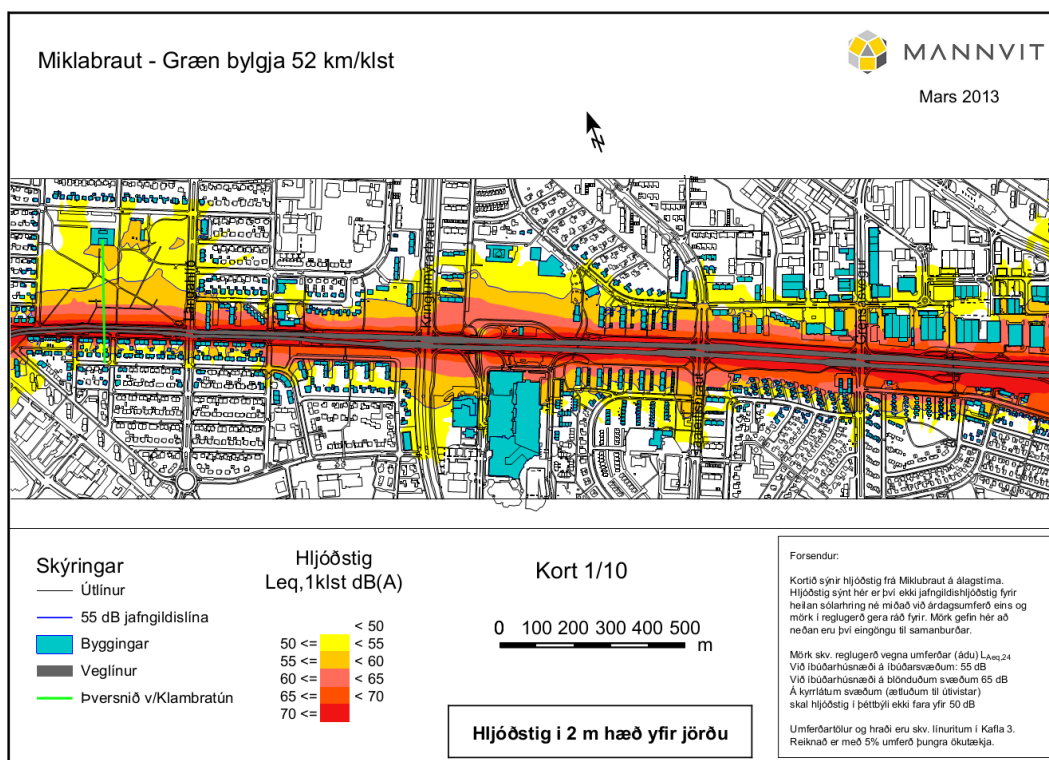 Miklabraut - Græn bylgja 52 km/klst
MANNVIT
Mars 2013
N
Kringlumýrarbraut
Háaleitisbraut
Grensásvegur
Skýringar
Útlínur
55 dB jafngildislína
Byggingar
Veglínur
Þversnið v/Klambratún
Hljóðstig
Leq,1klst dB(A)
< 50
50 <= < 55
55 <= < 60
60 <= < 65
65 <= < 70
70 <=
Kort 1/10
0 100 200 300 400 500
m
Hljóðstig i 2 m hæð yfir jörðu
Forsendur:
Kortið sýnir hljóðstig frá Miklubraut á álagstíma.
Hljóðstig sýnt hér er því ekki jafngildishljóðstig fyrir
heilan sólarhring né miðað við árdagsumferð eins og
mörk í reglugerð gera ráð fyrir. Mörk gefin hér að
neðan eru því eingöngu til samanburðar.
Mörk skv. reglugerð vegna umferðar (ádu) LAeq,24
Við íbúðarhúsnæði á íbúðarsvæðum: 55 dB
Við íbúðarhúsnæði á blönduðum svæðum 65 dB
Á kyrrlátum svæðum (ætluðum til útivistar)
skal hljóðstig í þéttbýli ekki fara yfir 50 dB
Umferðartölur og hraði eru skv. línuritum í Kafla 3.
Reiknað er með 5% umferð þungra ökutækja.